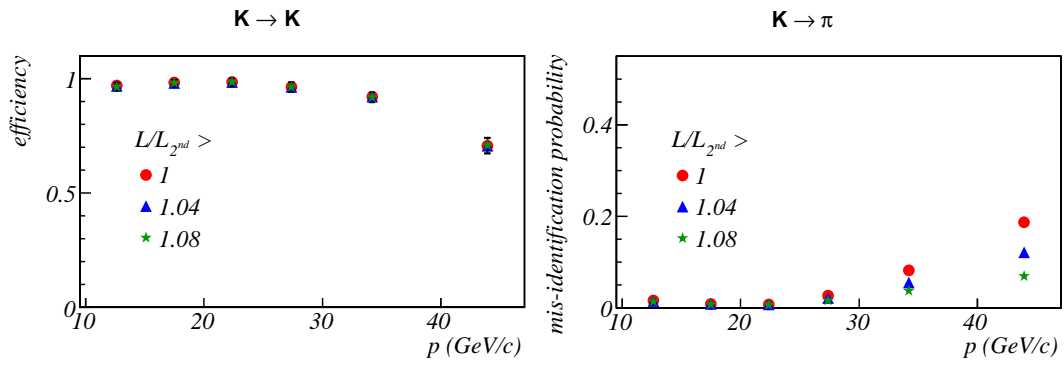 K → K
efficiency
1
0.5
0
L/L2nd >
1
1.04
1.08
10
20
30
40
p (GeV/c)
K → π
mis-identification probability
0.4
0.2
0
L/L2nd >
1
1.04
1.08
10
20
30
40
p (GeV/c)